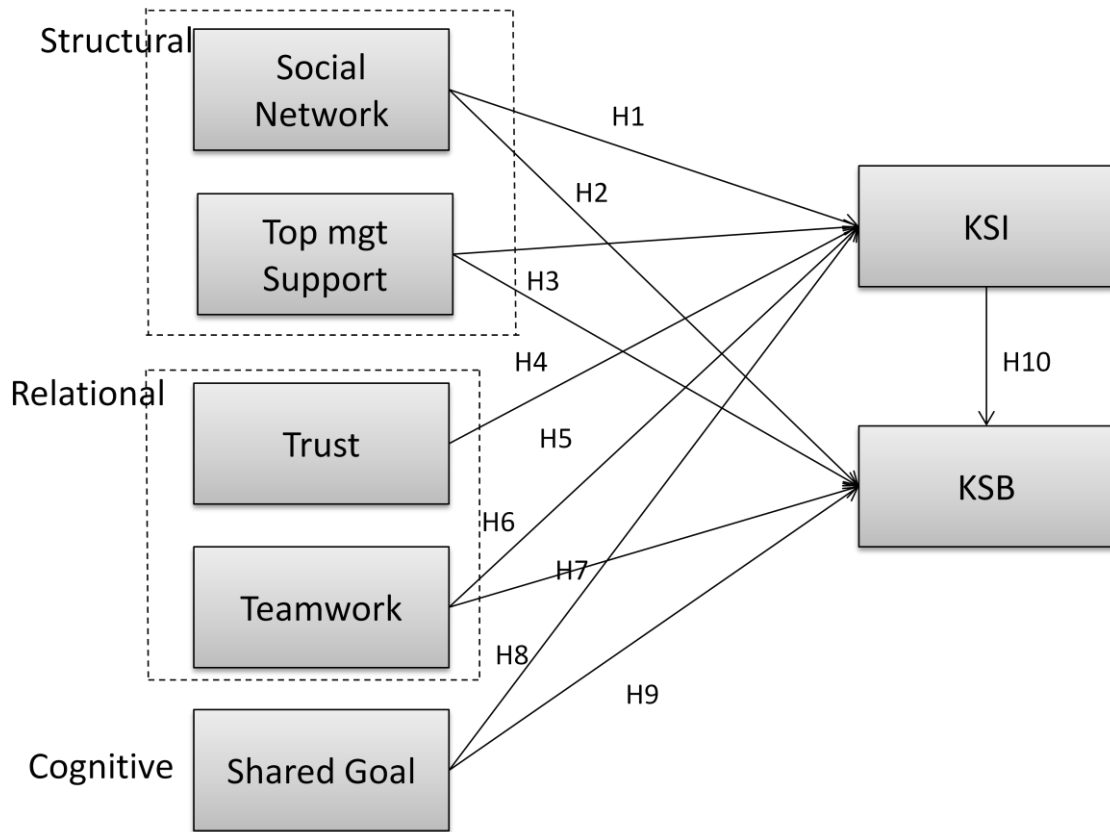 Structural
Social
Network
H1
H2
Top mgt
Support
KSI
H3
H4
H10
Relational
Trust
H5
KSB
H6
H7
Teamwork
H8
H9
Cognitive
Shared Goal